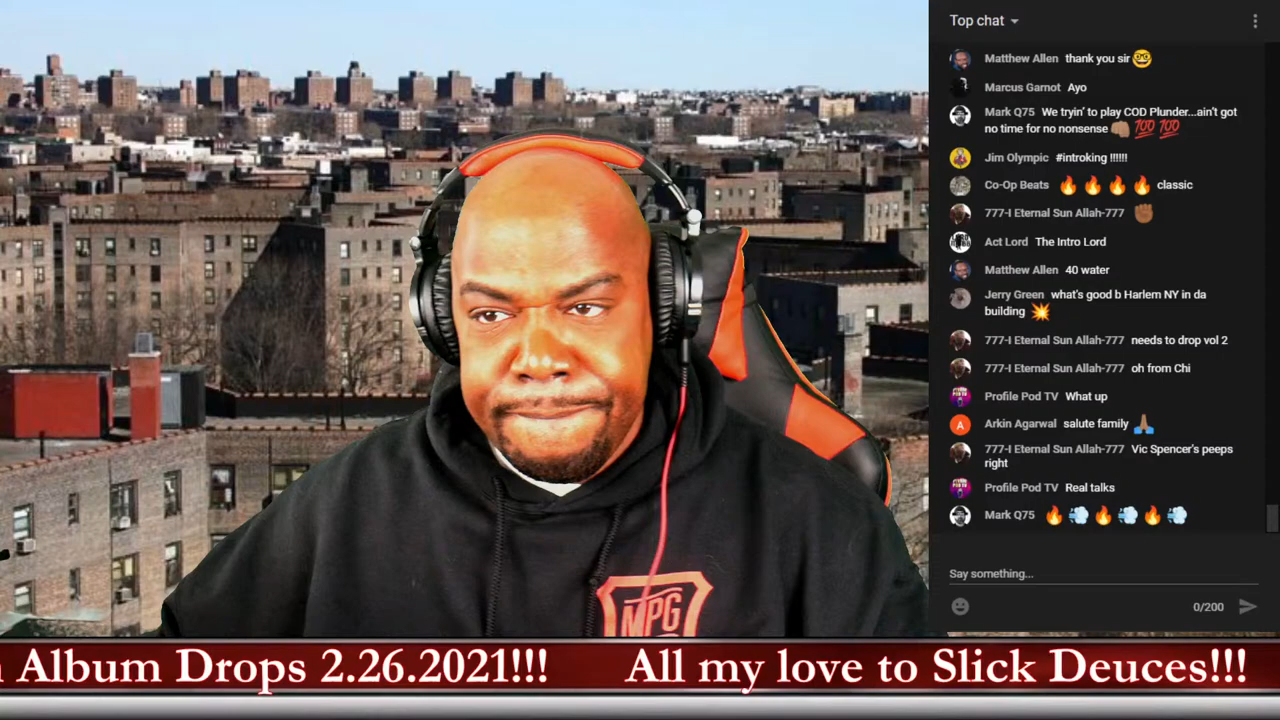 Top chat
Matthew Allen thank you sir
Marcus Garnot Ayo
Mark Q75 We tryin' to play COD Plunder...ain't got
no time for no nonsense 💯 💯
Jim Olympic #introking !!!!!!
Co-Op Beats classic
777-I Eternal Sun Allah-777
Act Lord The Intro Lord
Matthew Allen 40 water
Jerry Green what's good b Harlem NY in da
building
777-I Eternal Sun Allah-777 needs to drop vol 2
777-I Eternal Sun Allah-777 oh from Chi
Profile Pod TV What up
A Arkin Agarwal salute family
777-I Eternal Sun Allah-777 Vic Spencer's peeps
right
Profile Pod TV Real talks
Mark Q75
Say something...
0/200
MPG
Album Drops 2.26.2021!!! All my love to Slick Deuces!!!